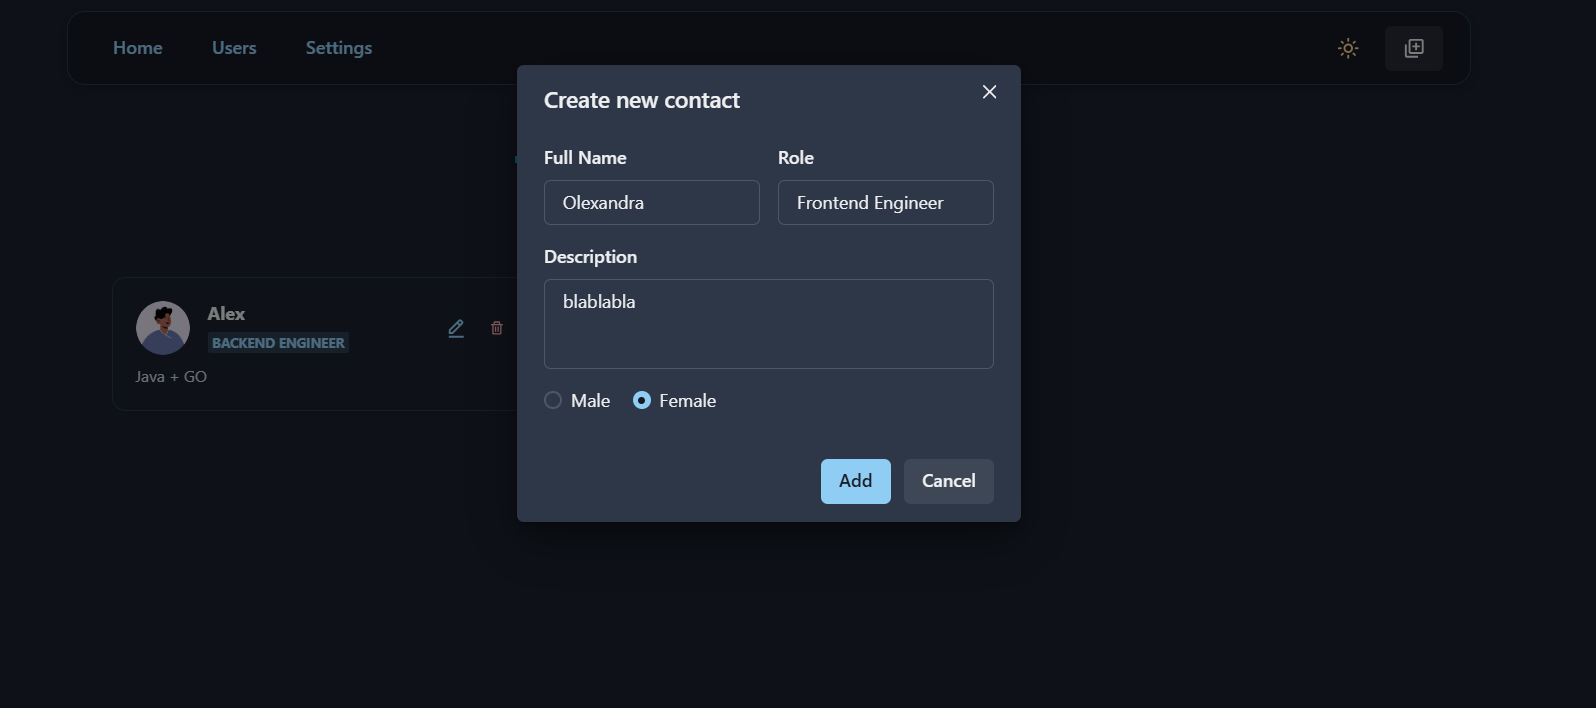 Home Users Settings
Create new contact
Full Name Role
Olexandra Frontend Engineer
Description
blablabla
Male Female
Add Cancel
Alex
BACKEND ENGINEER
Java + GO